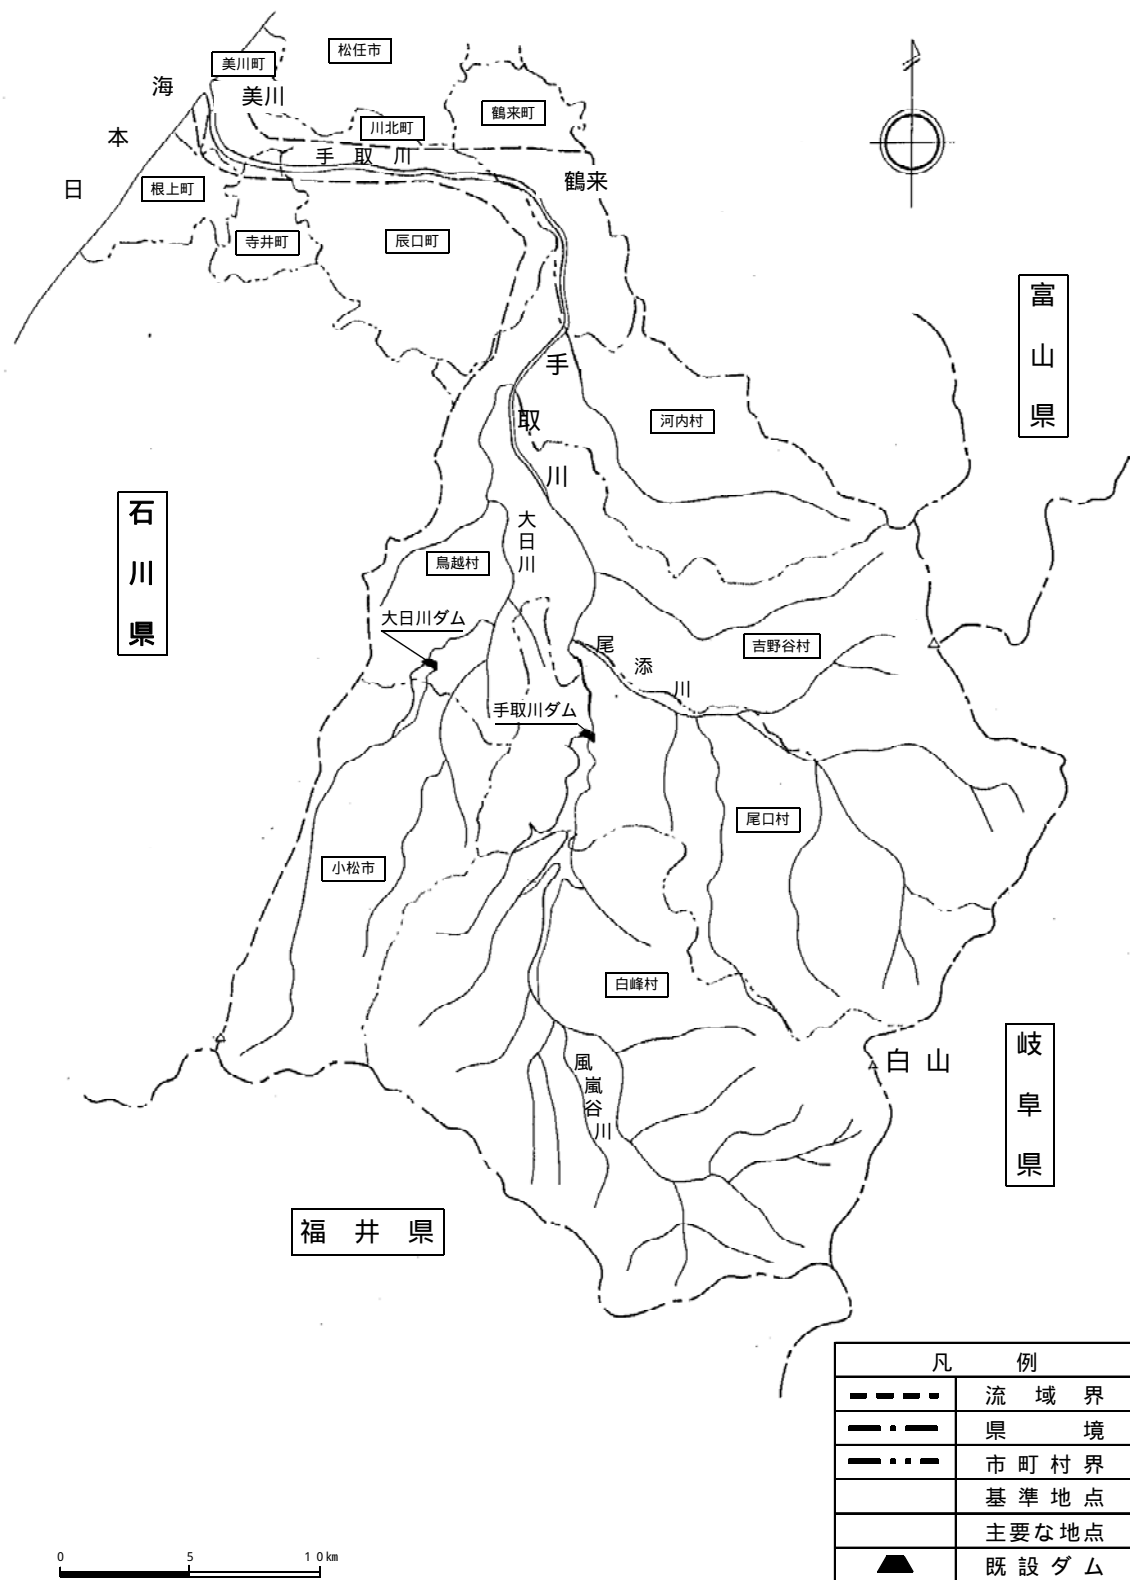 松任市
美川町
海
美川
鶴来町
川北町
本
手取川
鶴来
日
根上町
寺井町
辰口町
富山県
手取川
河内村
石川県
大日川
鳥越村
大日川ダム
尾添川
吉野谷村
手取川ダム
尾口村
小松市
白峰村
岐阜県
白山
風嵐谷川
福井県
凡例
流域界
県境
市町村界
基準地点
主要な地点
既設ダム
0 5 10km